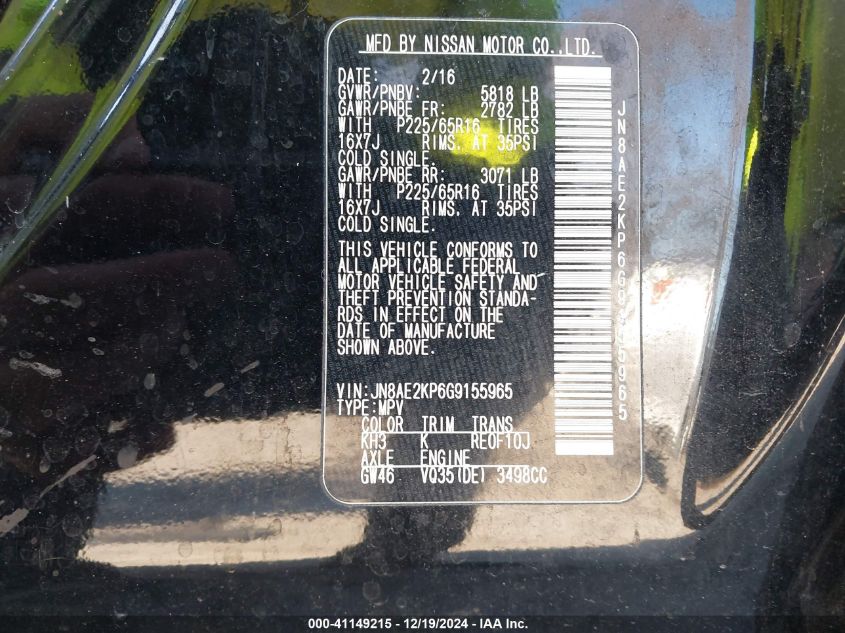 MFD BY NISSAN MOTOR CO.,LTD.
DATE: 2/16
GVWR/PNBV: 5818 LB
GAWR/PNBE FR: 2782 LB
WITH P225/65R16 TIRES
16X7J RIMS. AT 35PSI
COLD SINGLE.
GAWR/PNBE RR: 3071 LB
WITH P225/65R16 TIRES
16X7J RIMS. AT 35PSI
COLD SINGLE.
THIS VEHICLE CONFORMS TO
ALL APPLICABLE FEDERAL
MOTOR VEHICLE SAFETY AND
THEFT PREVENTION STANDA-
RDS IN EFFECT ON THE
DATE OF MANUFACTURE
SHOWN ABOVE.
VIN:JN8AE2KP6G9155965
TYPE:MPV
COLOR TRIM TRANS
KH3 K RE0F10J
AXLE ENGINE
GW46 VQ35(DE) 3498CC
JN8AE2KP6G9155965
000-41149215 - 12/19/2024 - IAA Inc.